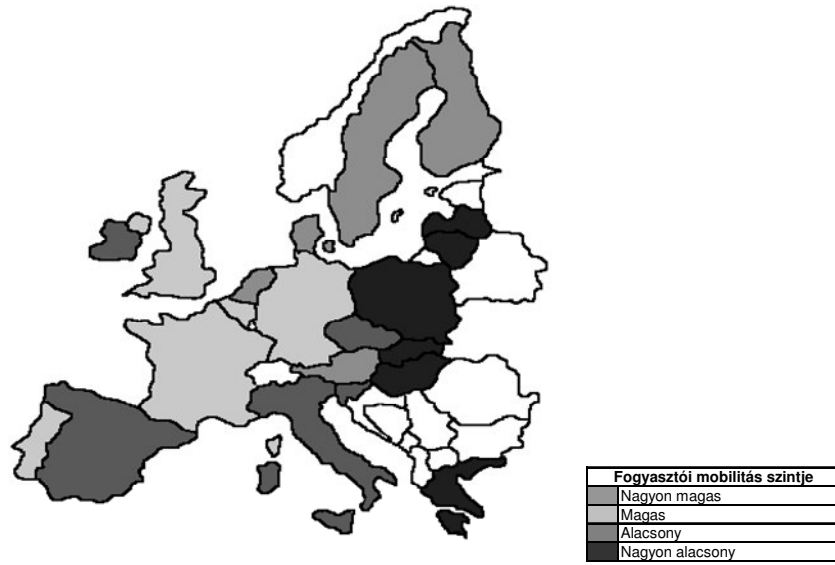 Fogyasztói mobilitás szintje
Nagyon magas
Magas
Alacsony
Nagyon alacsony